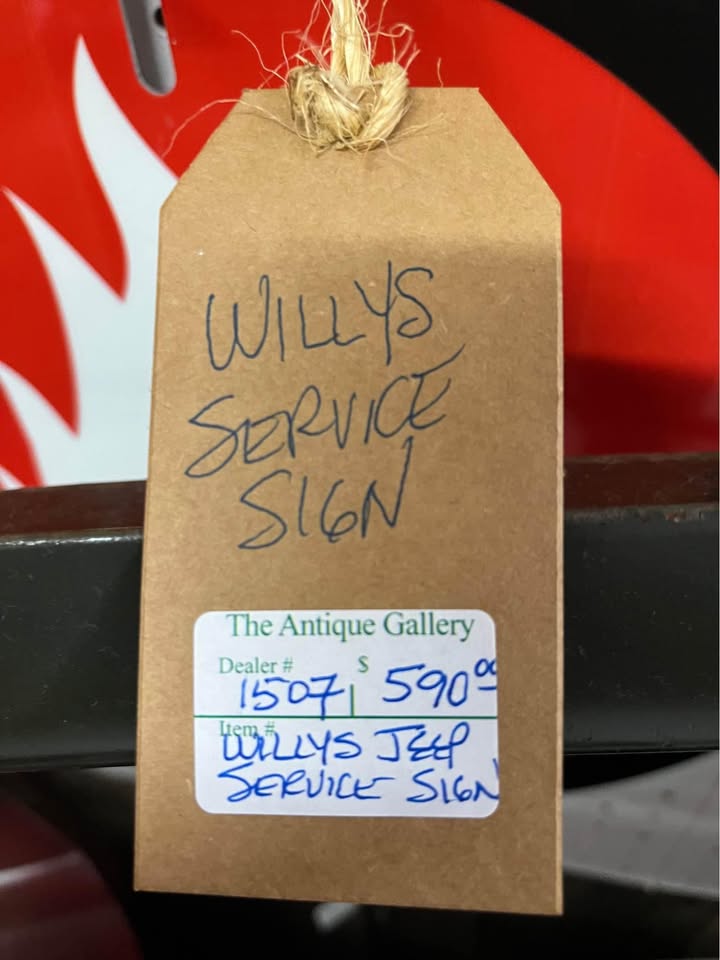 WILLYS
SERVICE
SIGN
The Antique Gallery
Dealer # $
1507 590.00
Item #
WILLYS JEEP
SERVICE SIGN